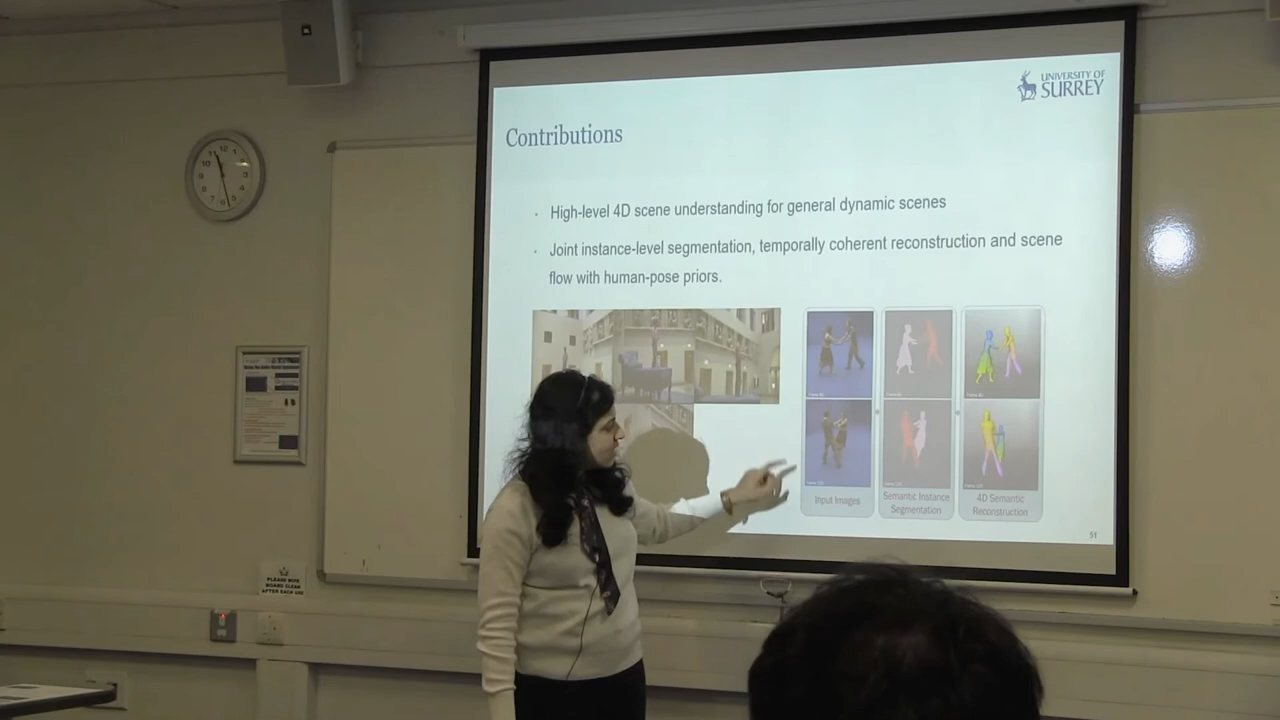 UNIVERSITY OF
SURREY
Contributions
High-level 4D scene understanding for general dynamic scenes
Joint instance-level segmentation, temporally coherent reconstruction and scene
flow with human-pose priors.
Input Images
Semantic Instance
Segmentation
4D Semantic
Reconstruction
51
PLEASE WIPE
BOARD CLEAN
AFTER EACH USE